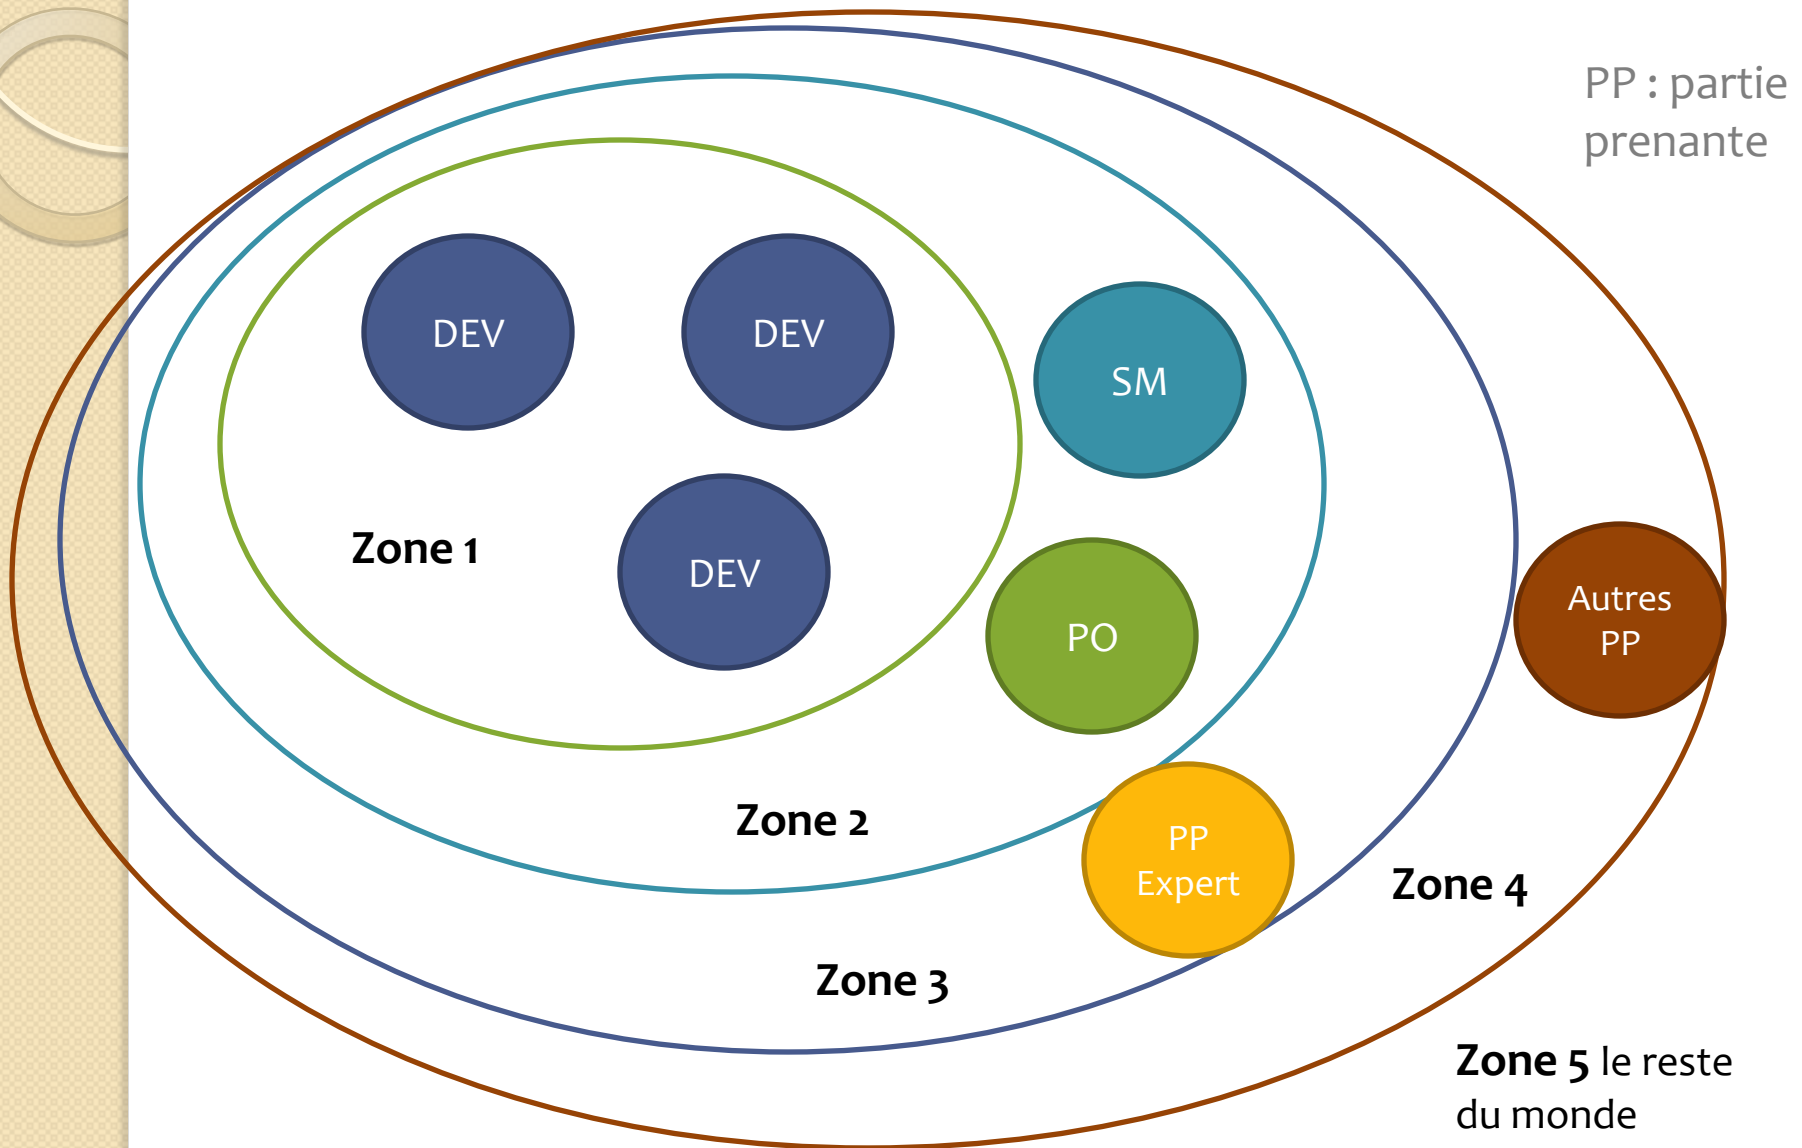 PP : partie
prenante
DEV
DEV
SM
Zone 1
DEV
Autres
PP
PO
Zone 2
PP
Expert
Zone 4
Zone 3
Zone 5 le reste
du monde